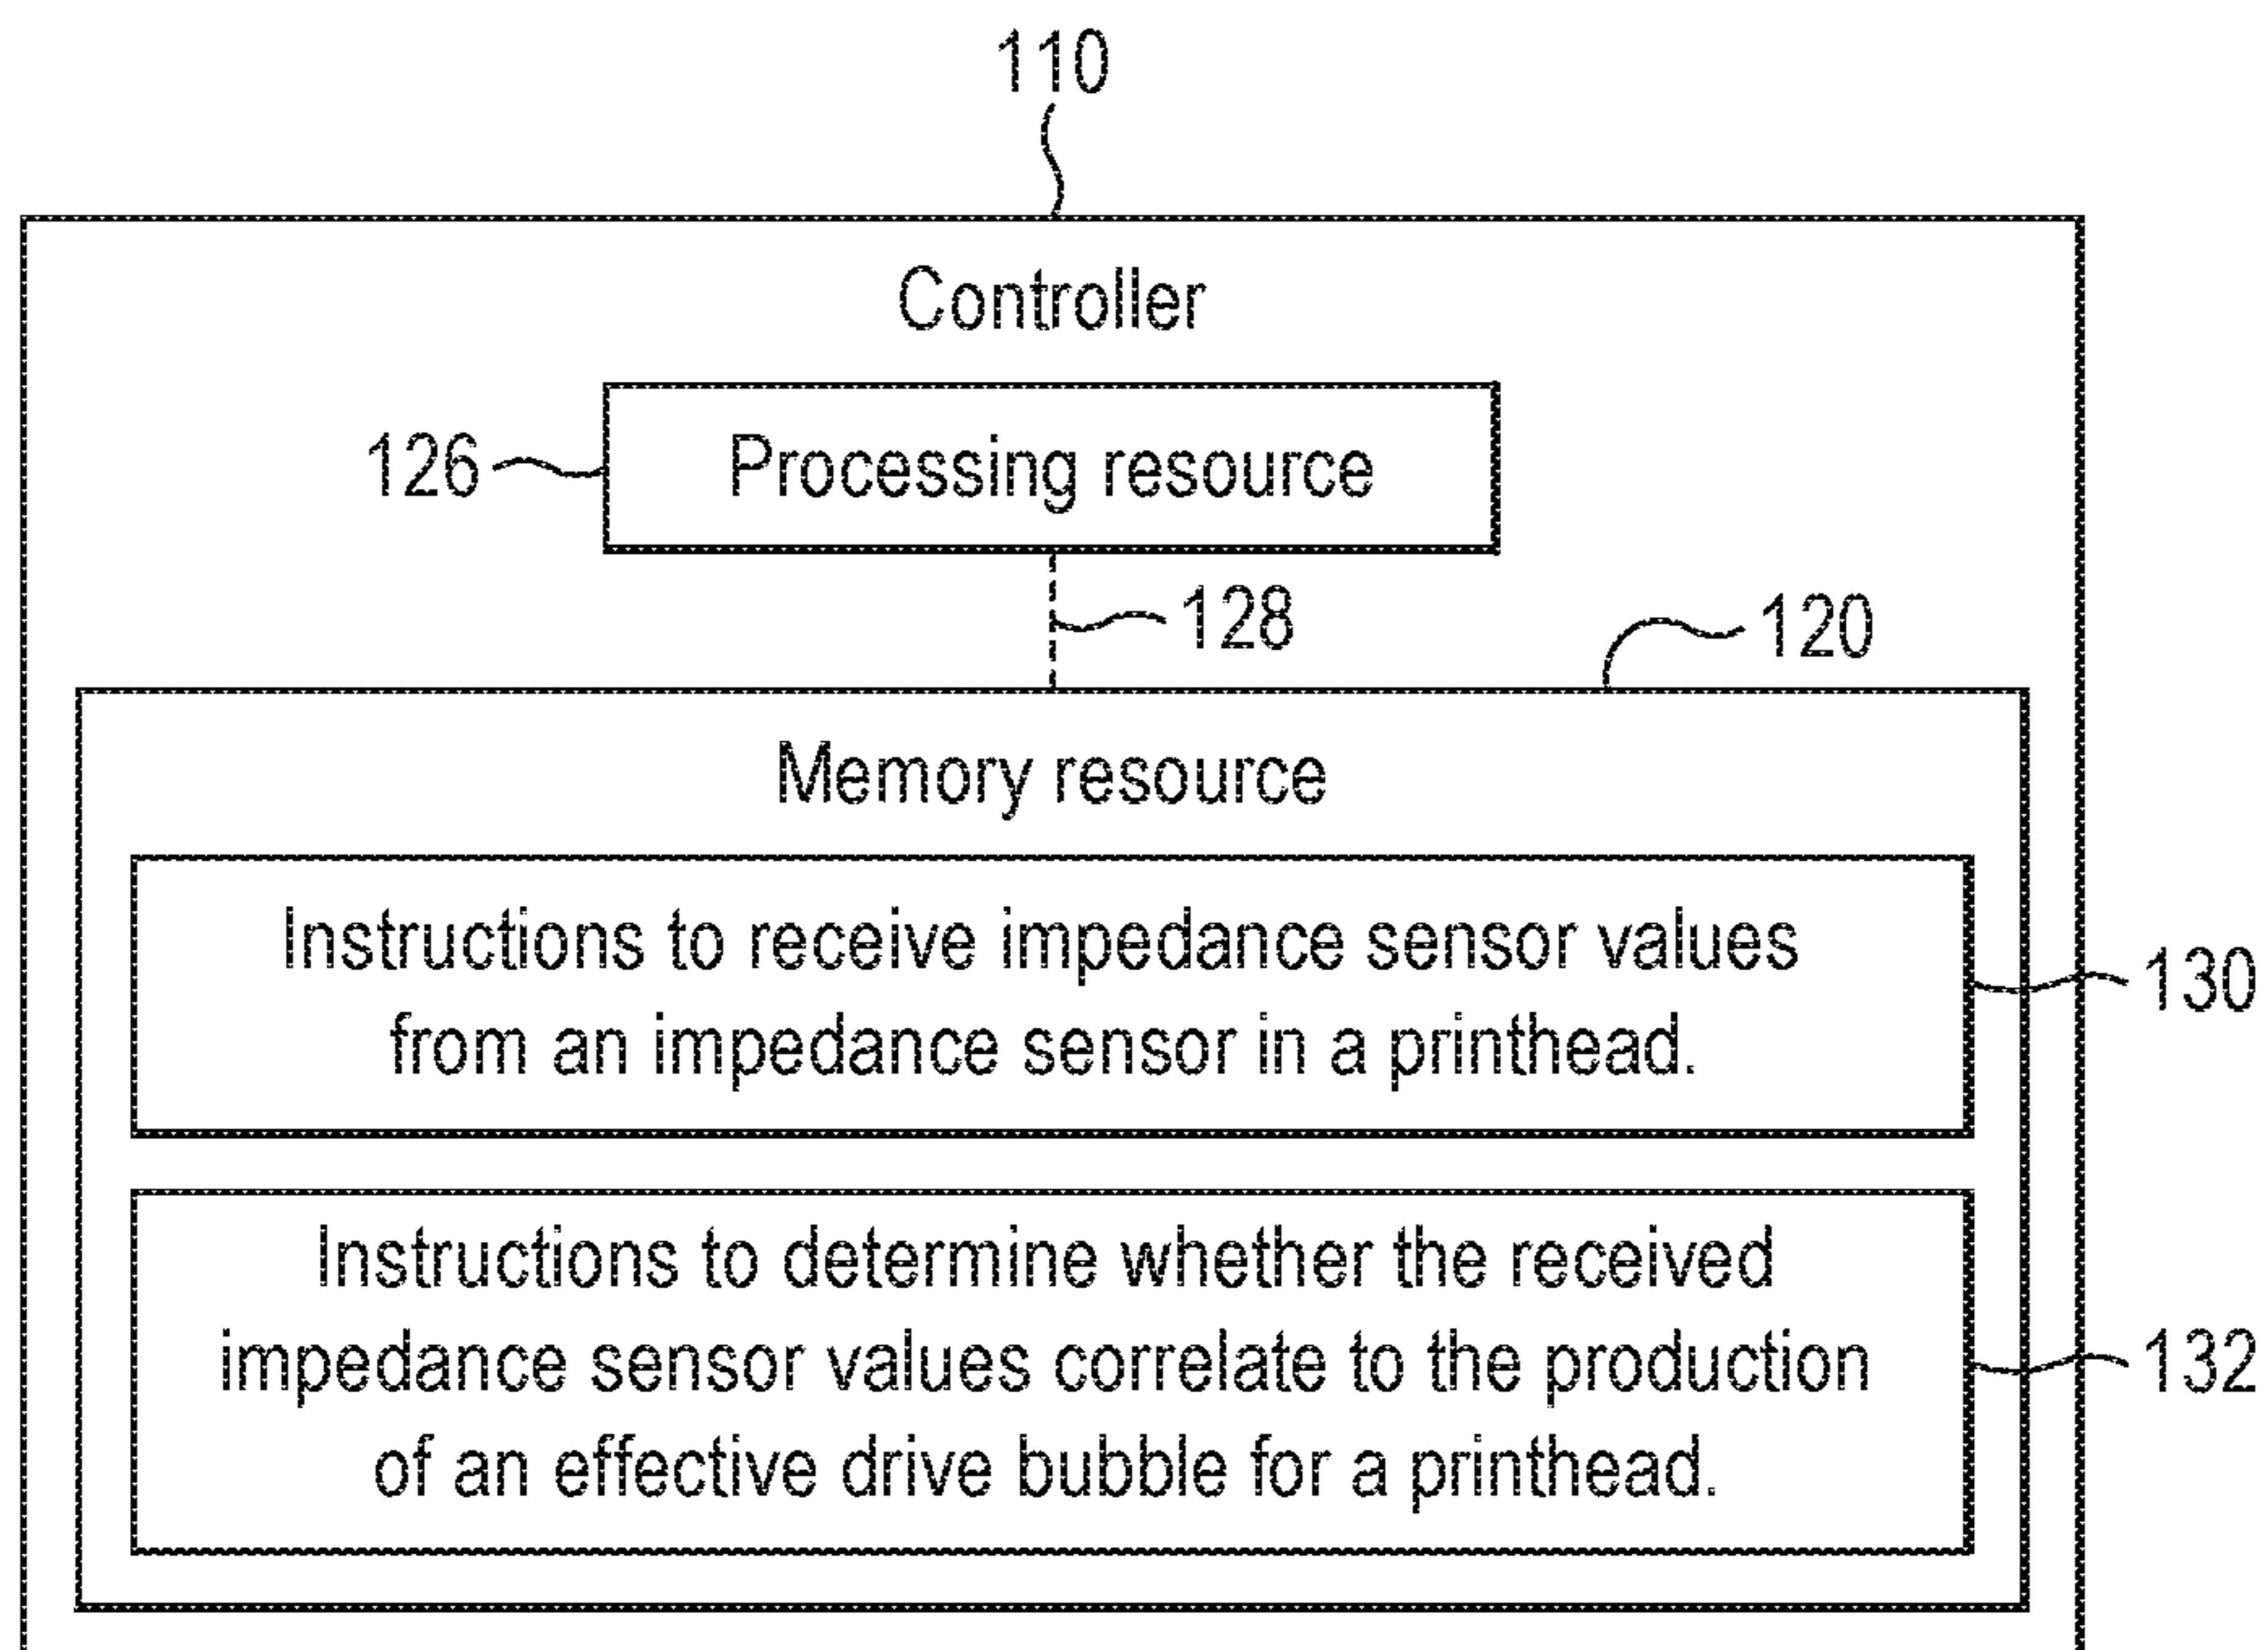 110
Controller
126
Processing resource
128
120
Memory resource
Instructions to receive impedance sensor values
from an impedance sensor in a printhead.
130
Instructions to determine whether the received
impedance sensor values correlate to the production
of an effective drive bubble for a printhead.
132